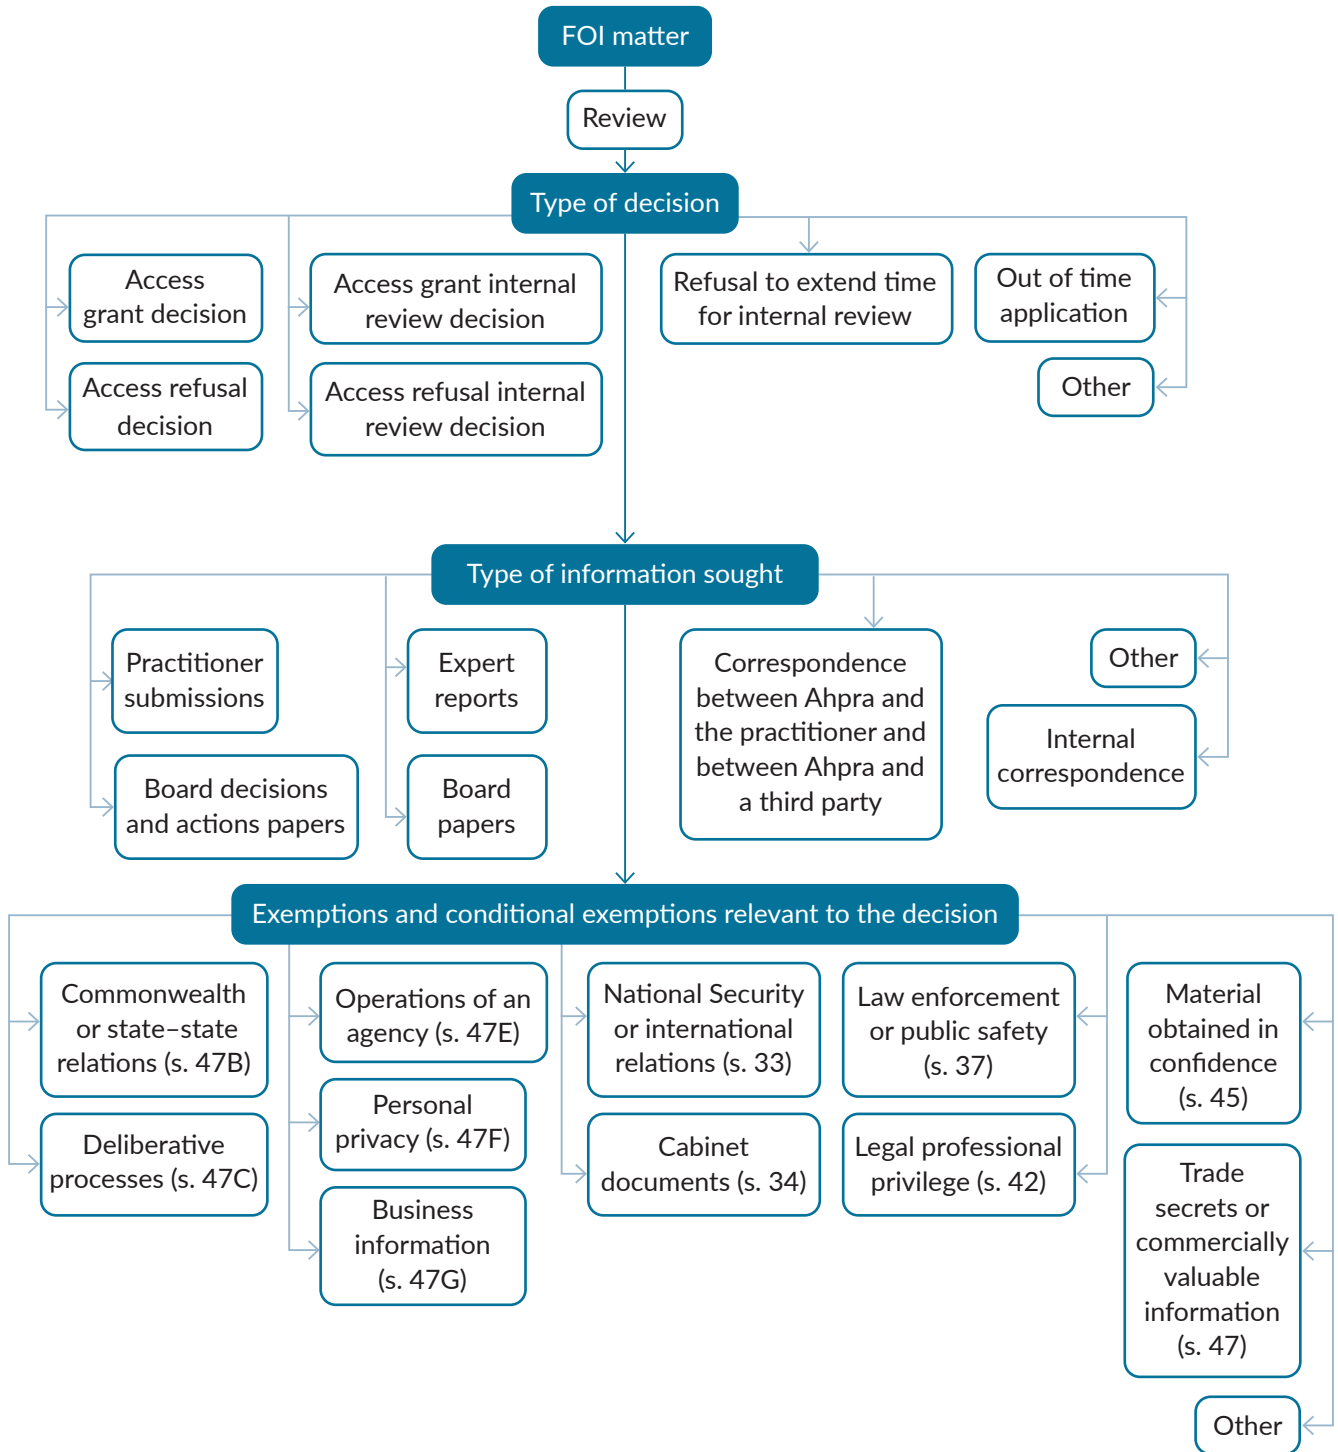 FOI matter
Review
Type of decision
Access
grant decision
Access refusal
decision
Access grant internal
review decision
Access refusal internal
review decision
Refusal to extend time
for internal review
Out of time
application
Other
Type of information sought
Practitioner
submissions
Board decisions
and actions papers
Expert
reports
Board
papers
Correspondence
between Ahpra and
the practitioner and
between Ahpra and
a third party
Other
Internal
correspondence
Exemptions and conditional exemptions relevant to the decision
Commonwealth
or state–state
relations (s. 47B)
Deliberative
processes (s. 47C)
Operations of an
agency (s. 47E)
Personal
privacy (s. 47F)
Business
information
(s. 47G)
National Security
or international
relations (s. 33)
Cabinet
documents (s. 34)
Law enforcement
or public safety
(s. 37)
Legal professional
privilege (s. 42)
Material
obtained in
confidence
(s. 45)
Trade
secrets or
commercially
valuable
information
(s. 47)
Other